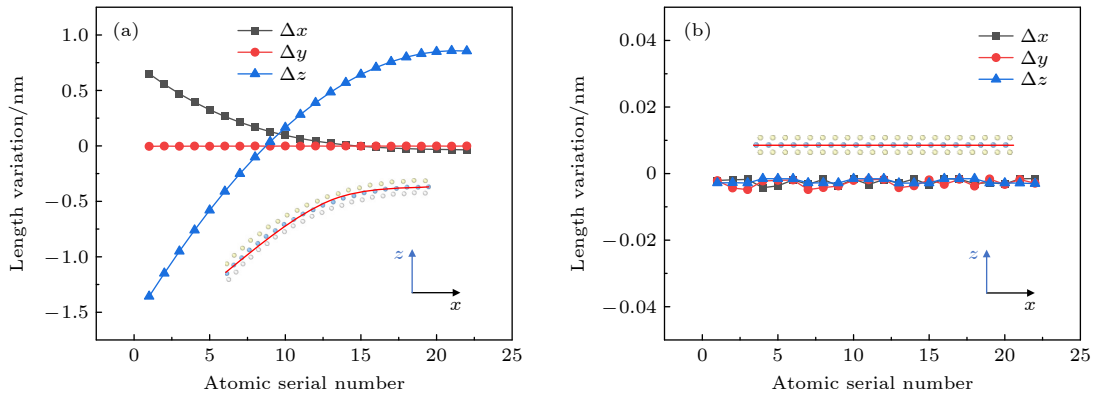 (a)
Δx
Δy
Δz
Length variation/nm
1.0
0.5
0
−0.5
−1.0
−1.5
z
x
0 5 10 15 20 25
Atomic serial number
(b)
Δx
Δy
Δz
Length variation/nm
0.04
0.02
0
−0.02
−0.04
z
x
0 5 10 15 20 25
Atomic serial number